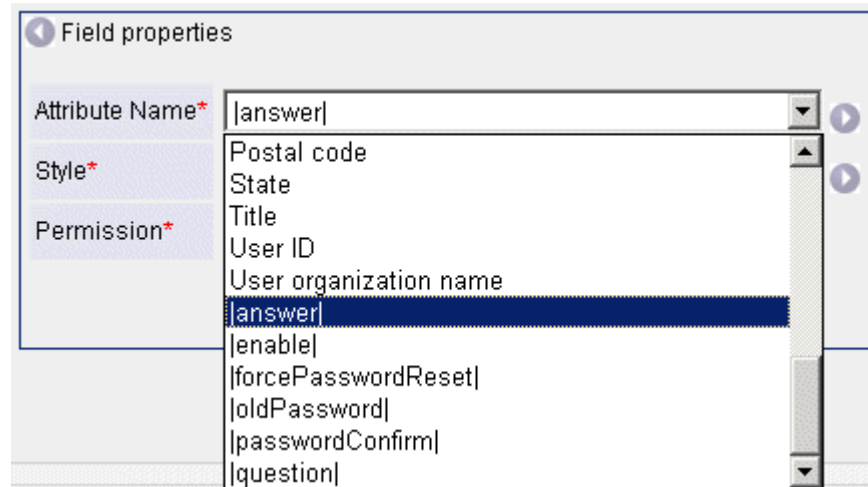 Field properties
Attribute Name* |answer|
Postal code
Style*
State
Title
Permission*
User ID
User organization name
|answer|
|enable|
|forcePasswordReset|
|oldPassword|
|passwordConfirm|
|question|